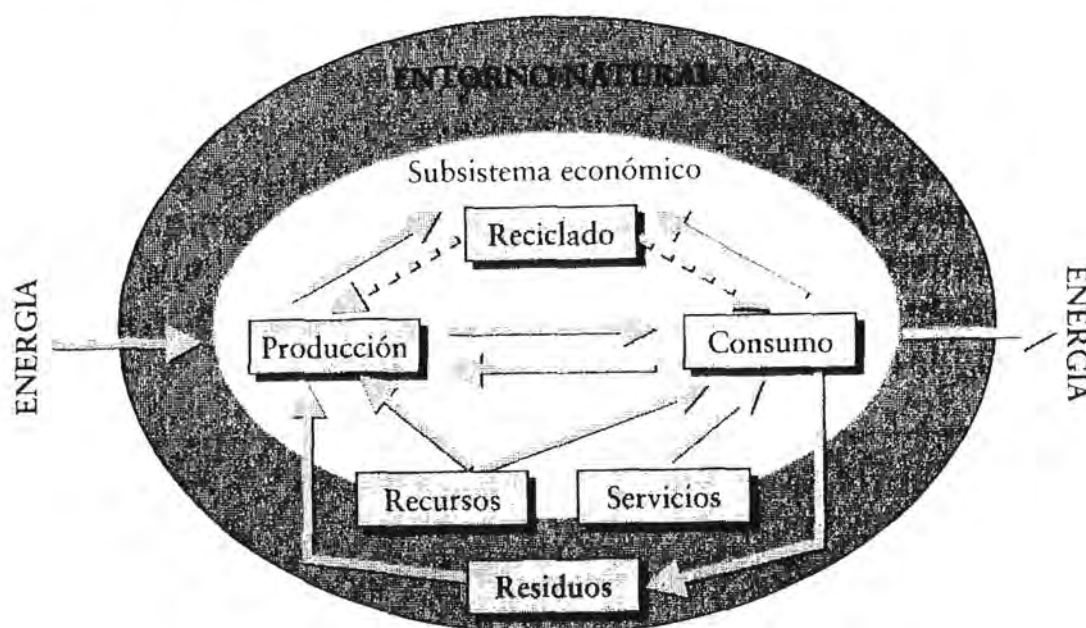 ENTORNO NATURAL
Subsistema económico
Reciclado
ENERGIA
Producción
Consumo
ENERGIA
Recursos
Servicios
Residuos